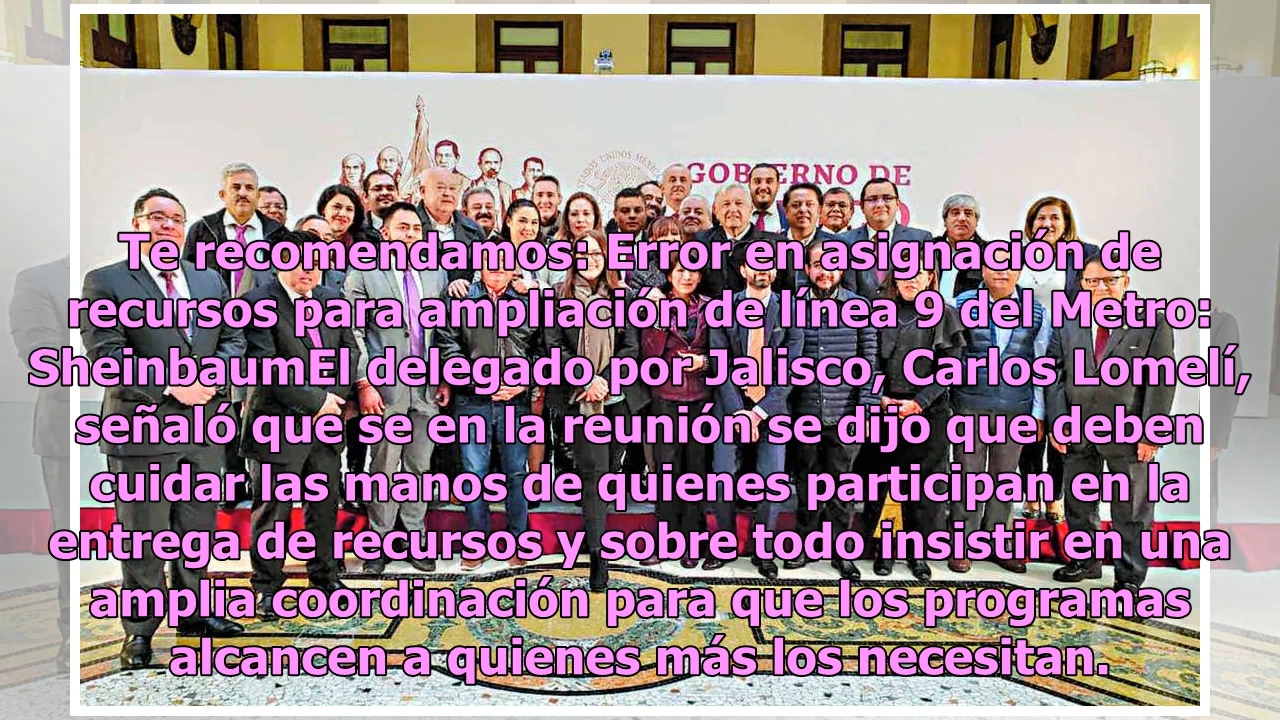 ESTADOS UNIDOS MEX
GOBIERNO DE
Te recomendamos: Error en asignación de
recursos para ampliación de línea 9 del Metro:
SheinbaumEl delegado por Jalisco, Carlos Lomelí,
señaló que se en la reunión se dijo que deben
cuidar las manos de quienes participan en la
entrega de recursos y sobre todo insistir en una
amplia coordinación para que los programas
alcancen a quienes más los necesitan.